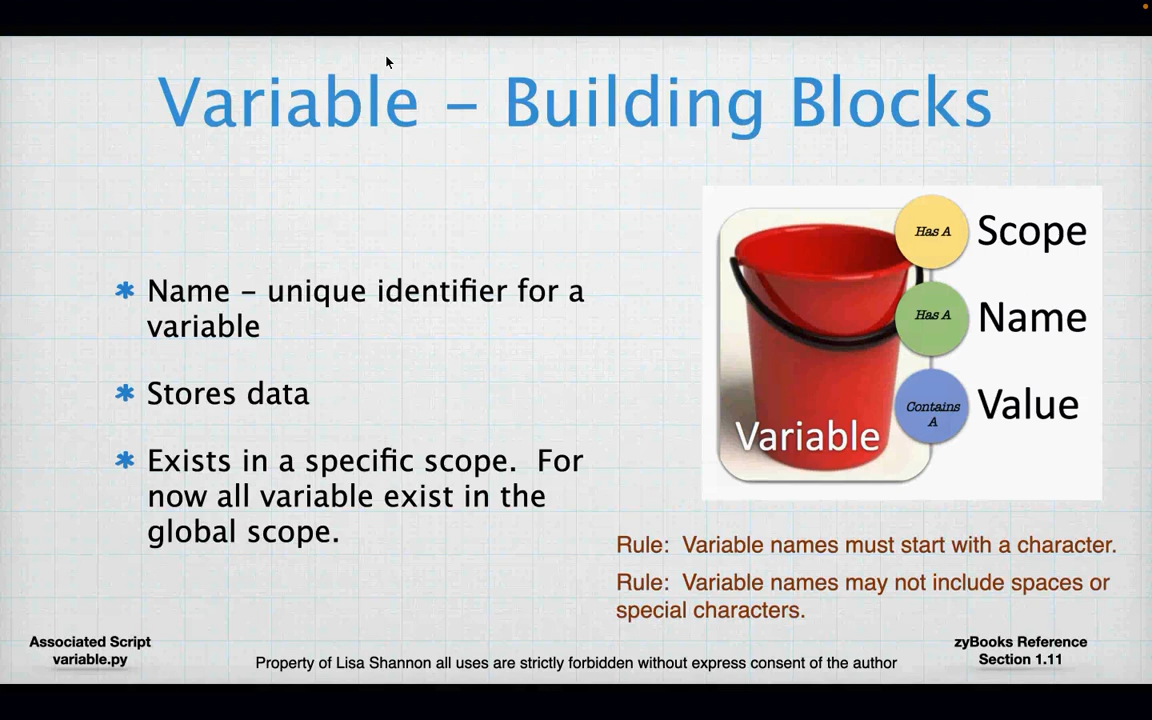 Variable – Building Blocks
Name – unique identifier for a
variable
Stores data
Exists in a specific scope.  For
now all variable exist in the
global scope.
Has A
Scope
Has A
Name
Contains
A
Value
Variable
Rule:  Variable names must start with a character.
Rule:  Variable names may not include spaces or
special characters.
Associated Script
variable.py
Property of Lisa Shannon all uses are strictly forbidden without express consent of the author
zyBooks Reference
Section 1.11